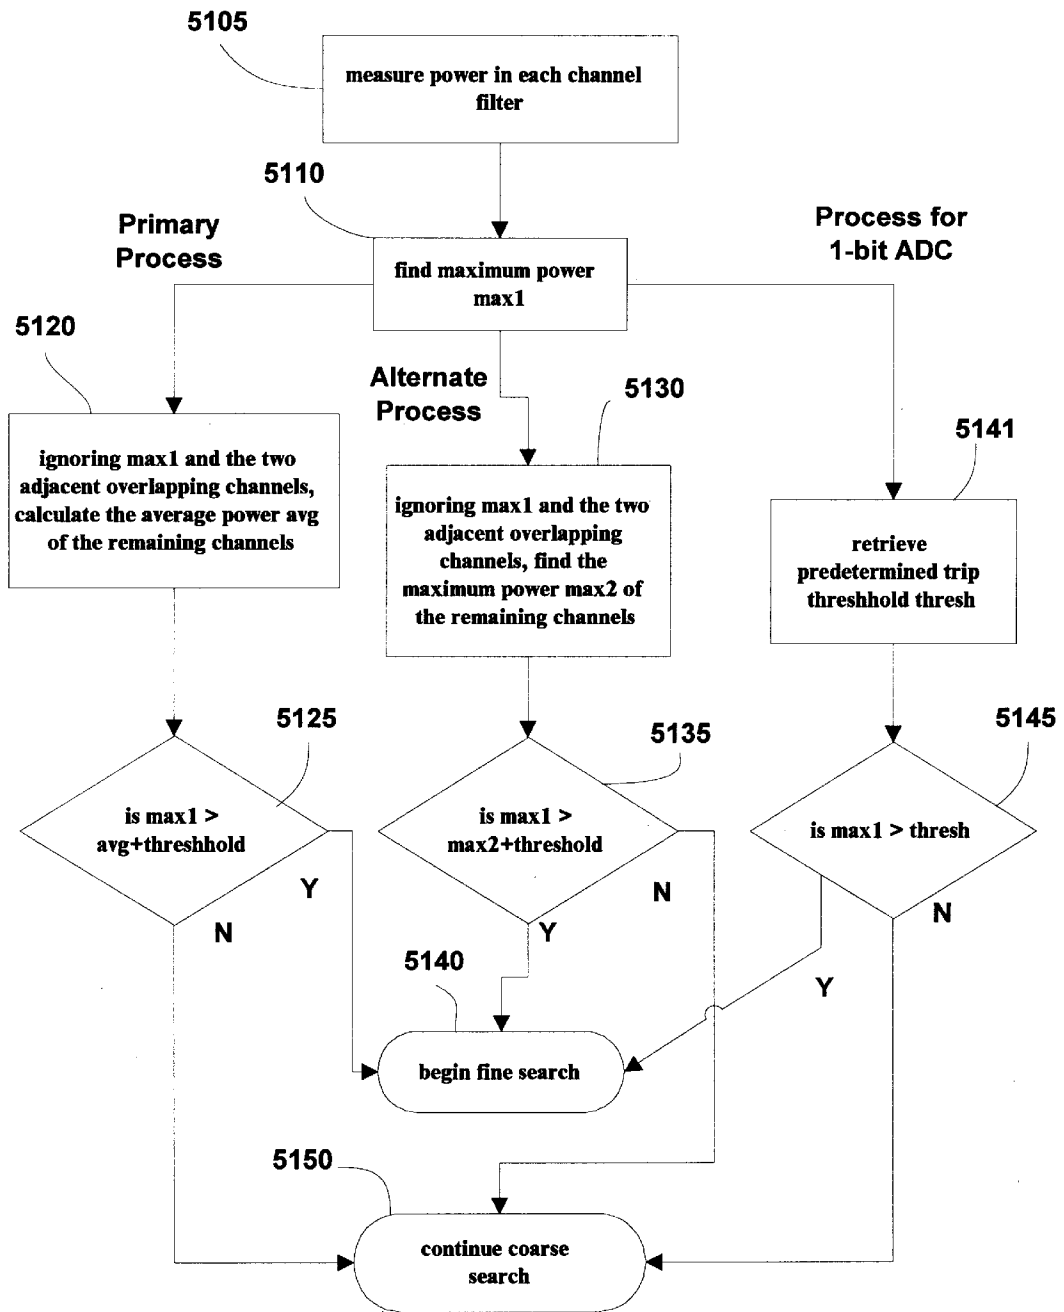 5105
measure power in each channel
filter
5110
Primary
Process
Process for
1-bit ADC
find maximum power
max1
5120
Alternate
Process
5130
5141
ignoring max1 and the two
adjacent overlapping channels,
calculate the average power avg
of the remaining channels
ignoring max1 and the two
adjacent overlapping
channels, find the
maximum power max2 of
the remaining channels
retrieve
predetermined trip
threshhold thresh
5125
5135
5145
is max1 >
avg+threshhold
is max1 >
max2+threshold
is max1 > thresh
Y
N
N
N
Y
5140
Y
begin fine search
5150
continue coarse
search